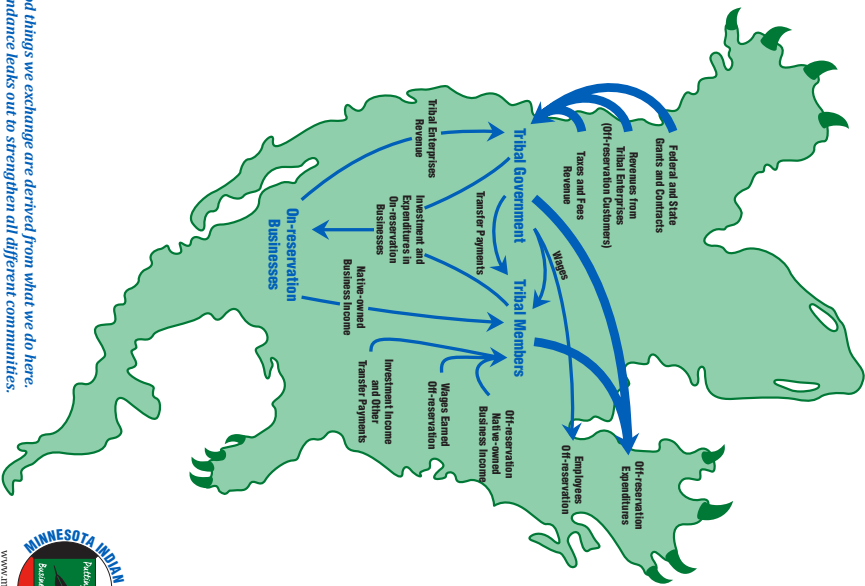 Federal and State
Grants and Contracts
Revenues from
Tribal Enterprises
(Off-reservation Customers)
Taxes and Fees
Revenue
Tribal Government
Tribal Members
Wages
Transfer Payments
Off-reservation
Expenditures
Employees
Off-reservation
Tribal Enterprises
Revenue
Investment and
Expenditures in
On-reservation
Businesses
Off-reservation
Native-owned
Business Income
Wages Earned
Off-reservation
Investment Income
and Other
Transfer Payments
Native-owned
Business Income
On-reservation
Businesses
things we exchange are derived from what we do here.
leaks out to strengthen all different communities.
MINNESOTA INDIAN